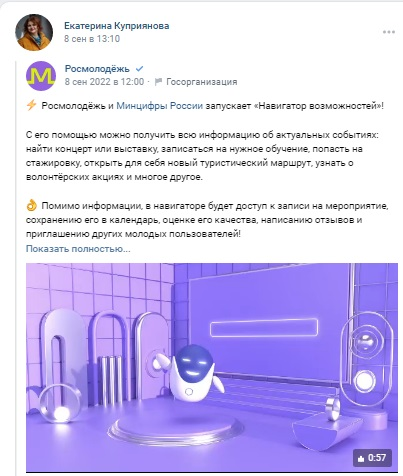 Екатерина Куприянова
8 сен в 13:10
Росмолодёжь
8 сен 2022 в 12:00 · Госорганизация
⚡ Росмолодёжь и Минцифры России запускает «Навигатор возможностей»!
С его помощью можно получить всю информацию об актуальных событиях:
найти концерт или выставку, записаться на нужное обучение, попасть на
стажировку, открыть для себя новый туристический маршрут, узнать о
волонтёрских акциях и многое другое.
👌 Помимо информации, в навигаторе будет доступ к записи на мероприятие,
сохранению его в календарь, оценке его качества, написанию отзывов и
приглашению других молодых пользователей!
Показать полностью...
0:57